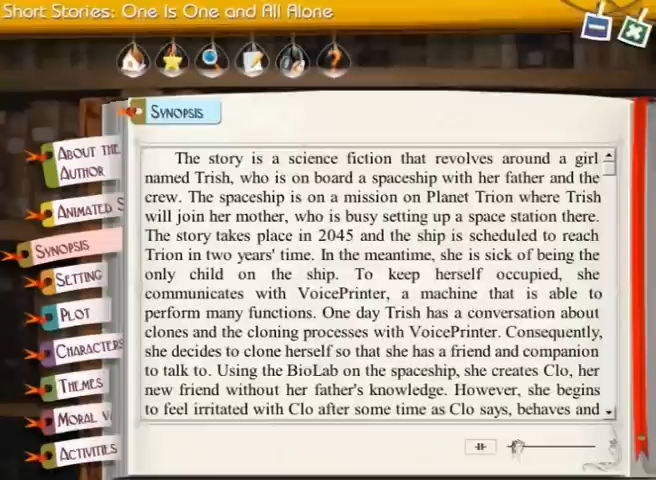 Short Stories: One Is One and All Alone
Synopsis
About the
Author
Animated S
Synopsis
Setting
Plot
Characters
Themes
Moral V
Activities
The story is a science fiction that revolves around a girl
named Trish, who is on board a spaceship with her father and the
crew. The spaceship is on a mission on Planet Trion where Trish
will join her mother, who is busy setting up a space station there.
The story takes place in 2045 and the ship is scheduled to reach
Trion in two years' time. In the meantime, she is sick of being the
only child on the ship. To keep herself occupied, she
communicates with VoicePrinter, a machine that is able to
perform many functions. One day Trish has a conversation about
clones and the cloning processes with VoicePrinter. Consequently,
she decides to clone herself so that she has a friend and companion
to talk to. Using the BioLab on the spaceship, she creates Clo, her
new friend without her father's knowledge. However, she begins
to feel irritated with Clo after some time as Clo says, behaves and